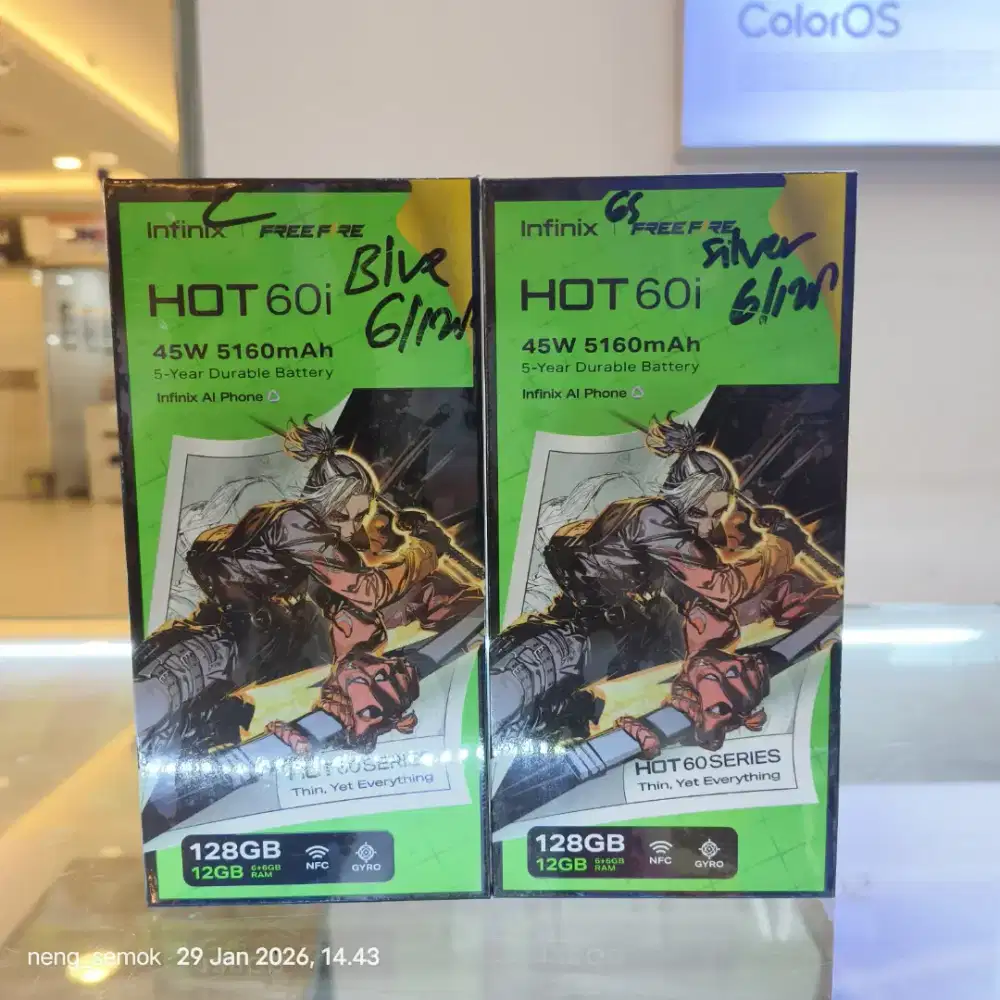 ColorOS
Infinix FREE FIRE
Blue
HOT 60i
45W 5160mAh
5-Year Durable Battery
Infinix AI Phone
HOT 60 SERIES
Thin, Yet Everything
128GB
12GB 6+6GB RAM
NFC
GYRO
GS
Infinix FREE FIRE
Silver
HOT 60i
45W 5160mAh
5-Year Durable Battery
Infinix AI Phone
HOT 60 SERIES
Thin, Yet Everything
128GB
12GB 6+6GB RAM
NFC
GYRO
neng_semok 29 Jan 2026, 14.43